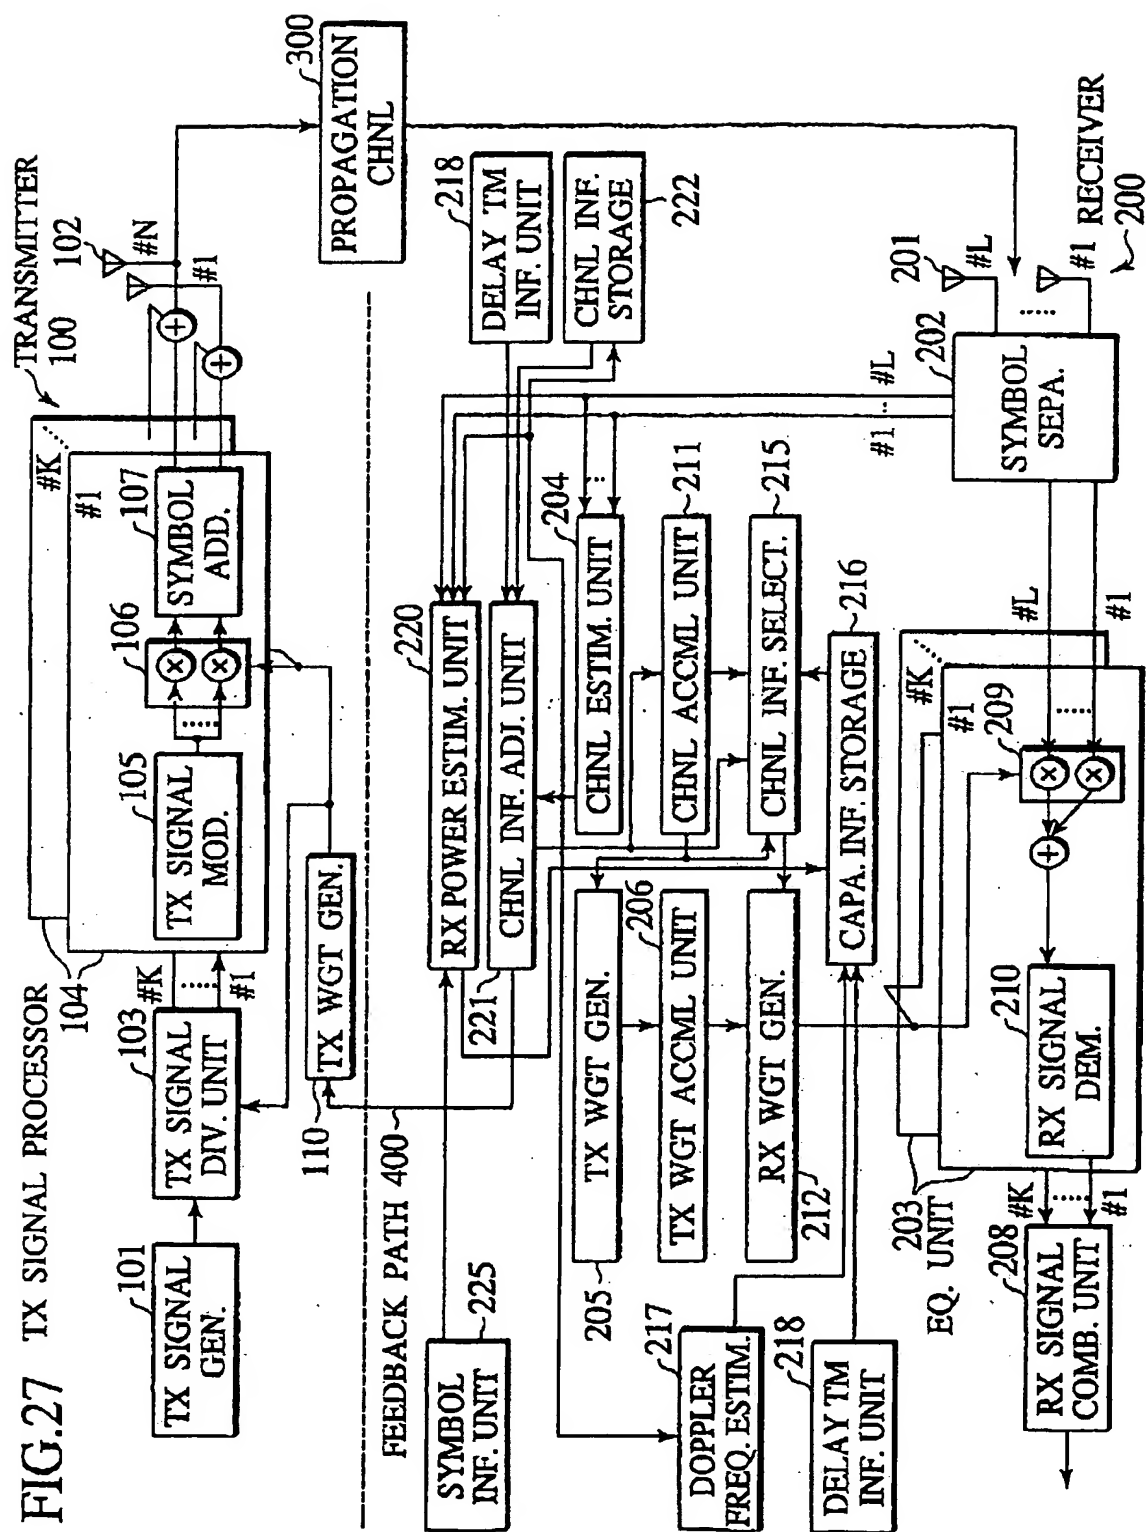 FIG.27
TX SIGNAL PROCESSOR
TRANSMITTER
100
101
TX SIGNAL
GEN.
103
TX SIGNAL
DIV. UNIT
#K
#1
104
#K
#1
105
TX SIGNAL
MOD.
106
107
SYMBOL
ADD.
102
#N
#1
110
TX WGT GEN.
300
PROPAGATION
CHNL
FEEDBACK PATH 400
SYMBOL
INF. UNIT
225
220
RX POWER ESTIM. UNIT
221
CHNL INF. ADJ. UNIT
218
DELAY TM
INF. UNIT
CHNL INF.
STORAGE
222
204
CHNL ESTIM. UNIT
205
TX WGT GEN.
206
TX WGT ACCML UNIT
211
CHNL ACCML UNIT
212
RX WGT GEN.
215
CHNL INF. SELECT.
216
CAPA. INF. STORAGE
217
DOPPLER
FREQ. ESTIM.
218
DELAY TM
INF. UNIT
#1
#L
201
#L
#1
RECEIVER
200
202
SYMBOL
SEPA.
#L
#1
203
EQ. UNIT
#K
#1
209
210
RX SIGNAL
DEM.
#K
#1
208
RX SIGNAL
COMB. UNIT